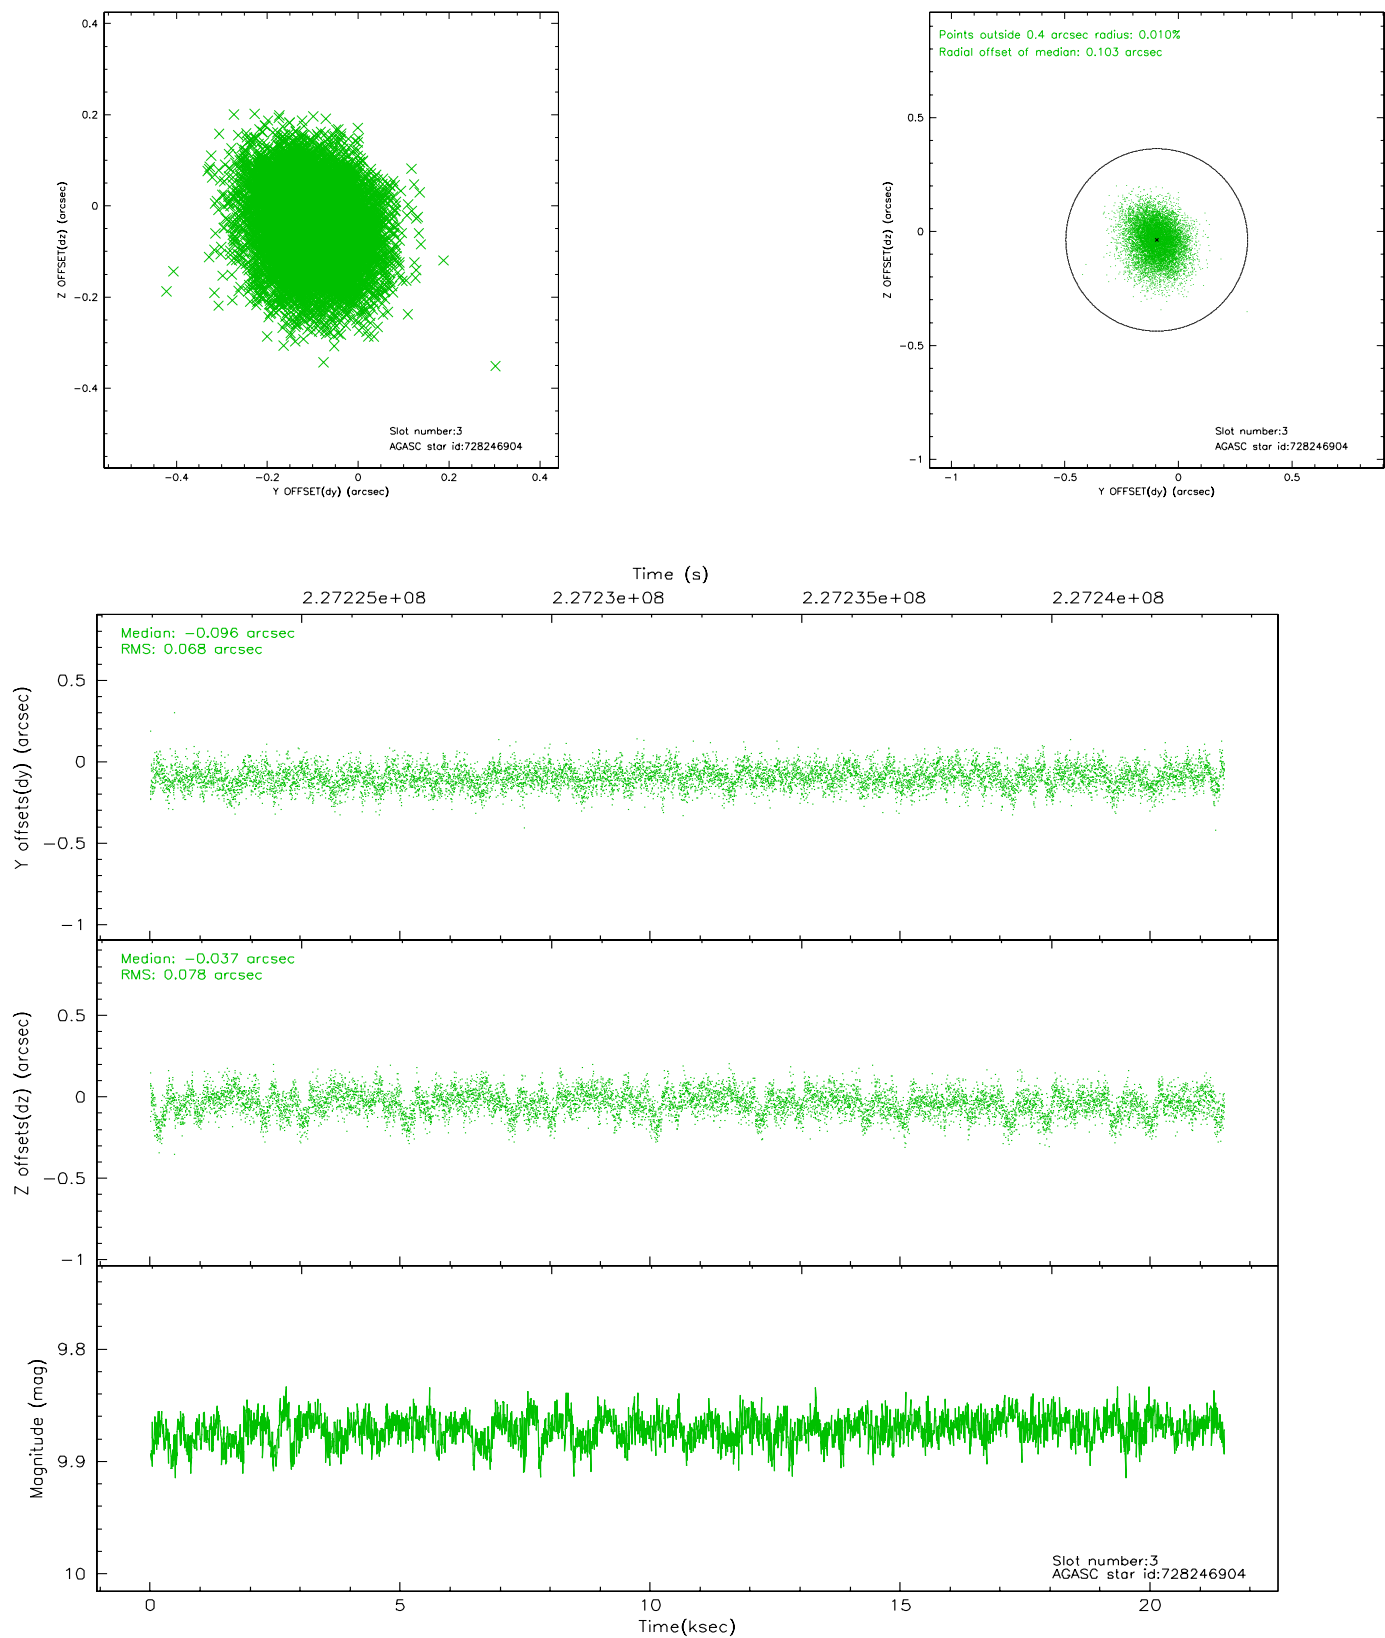 0.4
0.2
0
−0.2
−0.4
Z OFFSET(dz) (arcsec)
Slot number:3
AGASC star id:728246904
−0.4
−0.2
0
0.2
0.4
Y OFFSET(dy) (arcsec)
Points outside 0.4 arcsec radius: 0.010%
Radial offset of median: 0.103 arcsec
0.5
0
−0.5
−1
Z OFFSET(dz) (arcsec)
Slot number:3
AGASC star id:728246904
−1
−0.5
0
0.5
Y OFFSET(dy) (arcsec)
Time (s)
2.27225e+08
2.2723e+08
2.27235e+08
2.2724e+08
Median: −0.096 arcsec
RMS: 0.068 arcsec
0.5
0
−0.5
−1
Y offsets(dy) (arcsec)
Median: −0.037 arcsec
RMS: 0.078 arcsec
0.5
0
−0.5
−1
Z offsets(dz) (arcsec)
9.8
9.9
10
Magnitude (mag)
Slot number:3
AGASC star id:728246904
0
5
10
15
20
Time(ksec)